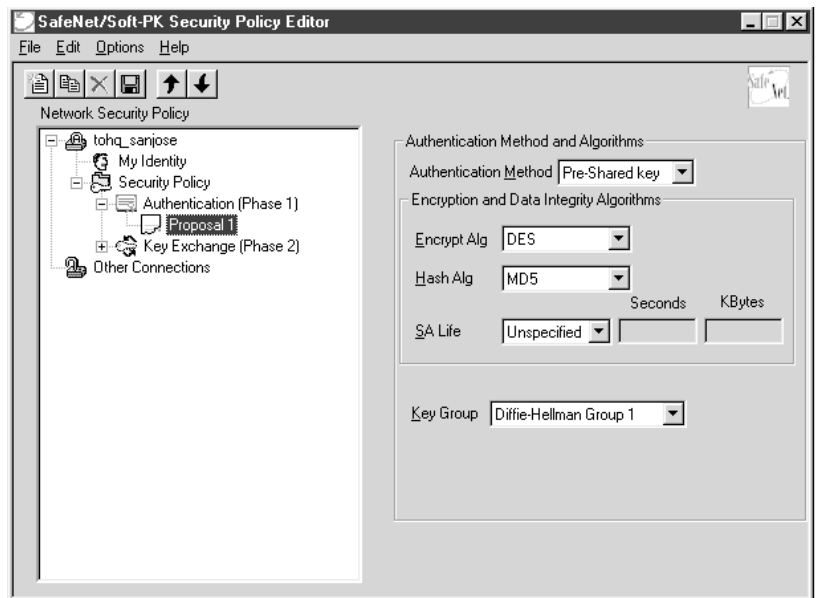 SafeNet/Soft-PK Security Policy Editor
File Edit Options Help
Safe Net.
Network Security Policy
tohq_sanjose
My Identity
Security Policy
Authentication (Phase 1)
Proposal 1
Key Exchange (Phase 2)
Other Connections
Authentication Method and Algorithms
Authentication Method Pre-Shared key
Encryption and Data Integrity Algorithms
Encrypt Alg DES
Hash Alg MD5
Seconds KBytes
SA Life Unspecified
Key Group Diffie-Hellman Group 1